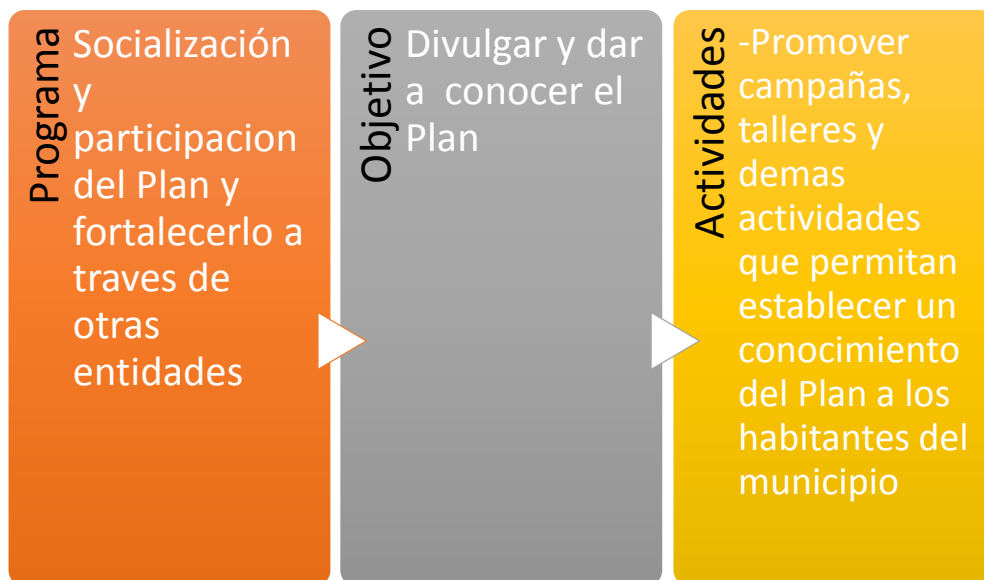 Programa
Socialización
y
participacion
del Plan y
fortalecerlo a
traves de
otras
entidades
Objetivo
Divulgar y dar
a conocer el
Plan
Actividades
-Promover
campañas,
talleres y
demas
actividades
que permitan
establecer un
conocimiento
del Plan a los
habitantes del
municipio